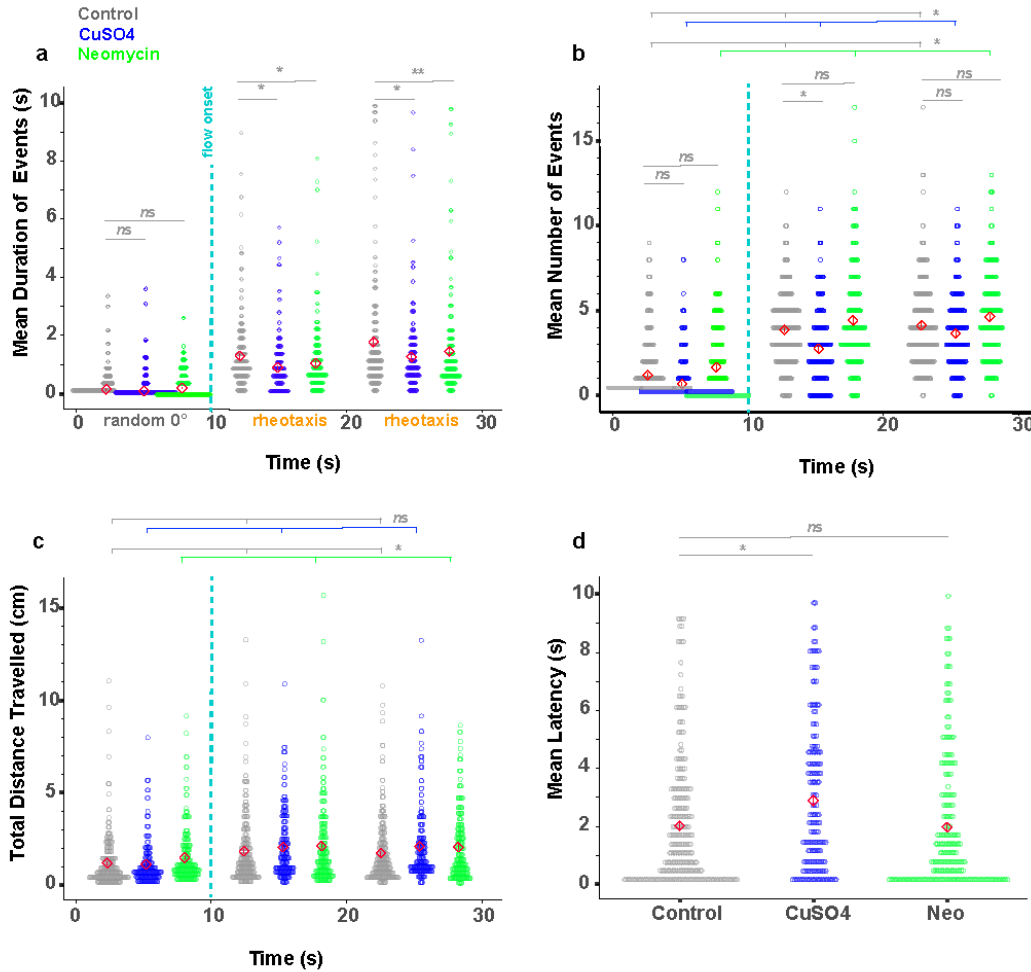 Control
CuSO4
Neomycin
a
Mean Duration of Events (s)
10
8
6
4
2
0
ns
ns
flow onset
*
*
**
*
0
10
20
30
random 0°
rheotaxis
rheotaxis
Time (s)
b
Mean Number of Events
15
10
5
0
*
*
ns
ns
ns
*
ns
ns
0
10
20
30
Time (s)
c
Total Distance Travelled (cm)
15
10
5
0
ns
*
0
10
20
30
Time (s)
d
Mean Latency (s)
10
8
6
4
2
0
ns
*
Control
CuSO4
Neo